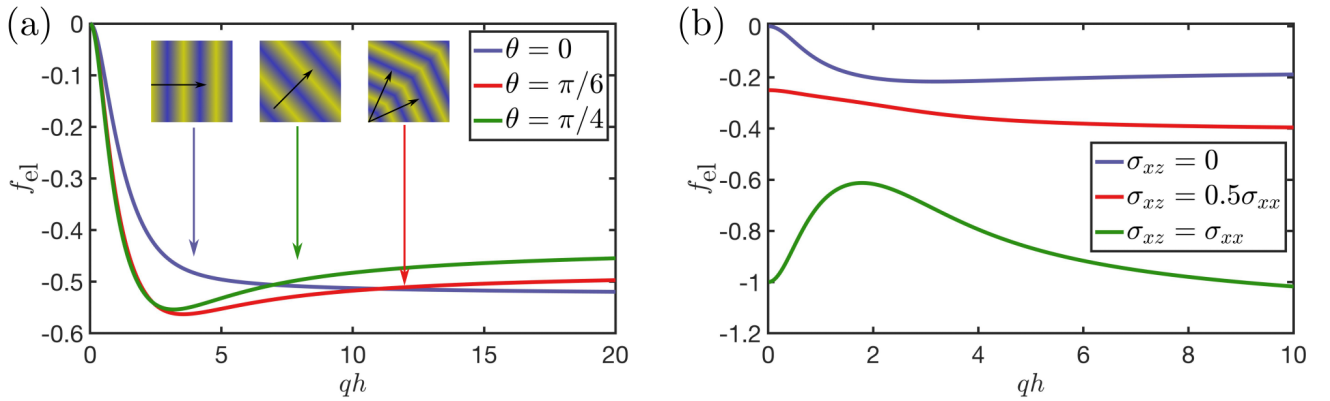 (a)
0
-0.1
-0.2
-0.3
-0.4
-0.5
-0.6
f_el
0 5 10 15 20
qh
θ = 0
θ = π/6
θ = π/4
(b)
0
-0.2
-0.4
-0.6
-0.8
-1
-1.2
f_el
0 2 4 6 8 10
qh
σ_xz = 0
σ_xz = 0.5σ_xx
σ_xz = σ_xx